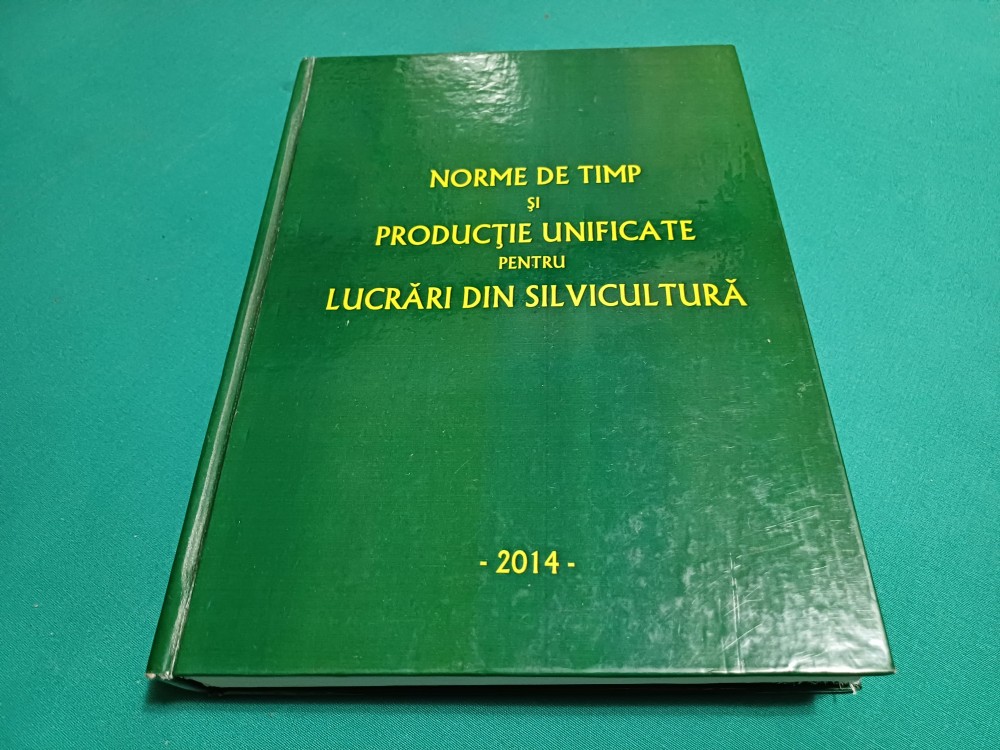 NORME DE TIMP
ŞI
PRODUCŢIE UNIFICATE
PENTRU
LUCRĂRI DIN SILVICULTURĂ
- 2014 -